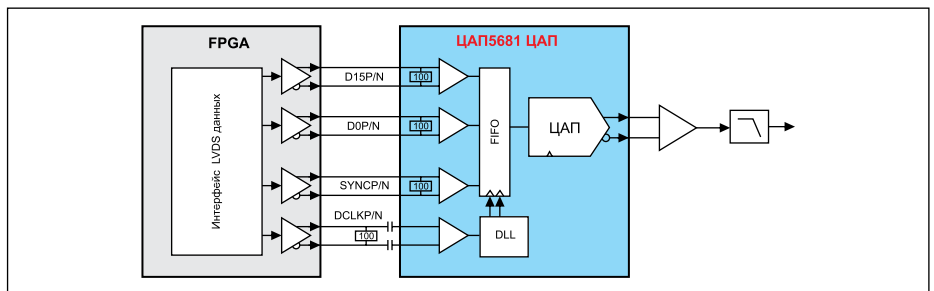 FPGA
ЦАП5681 ЦАП
Интерфейс LVDS данных
D15P/N
100
D0P/N
100
SYNCP/N
100
DCLKP/N
100
FIFO
ЦАП
DLL